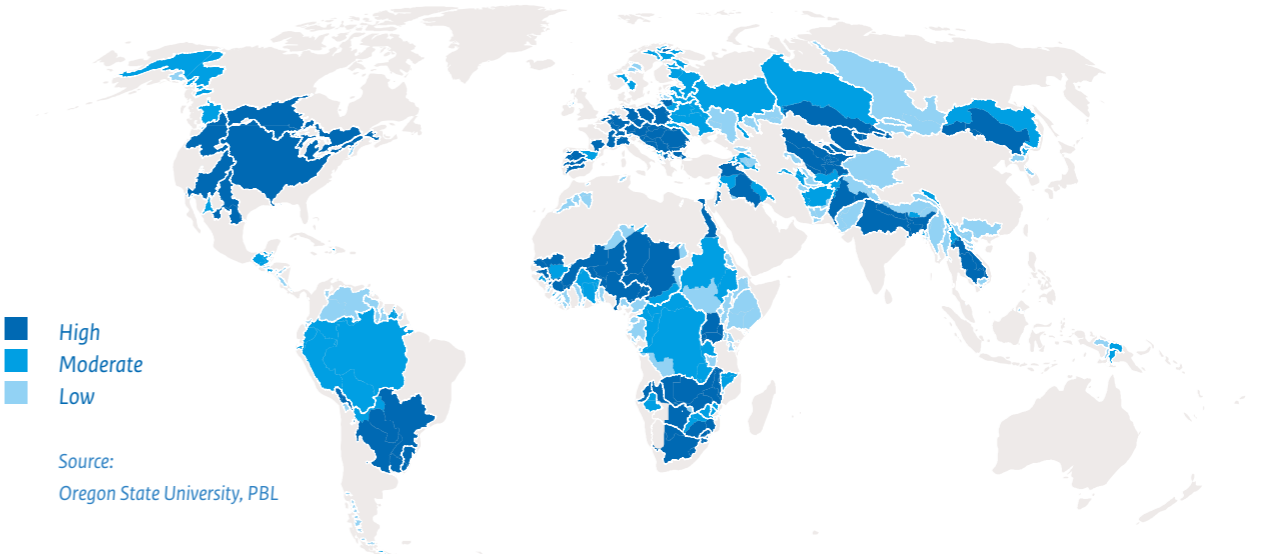 High
Moderate
Low
Source:
Oregon State University, PBL